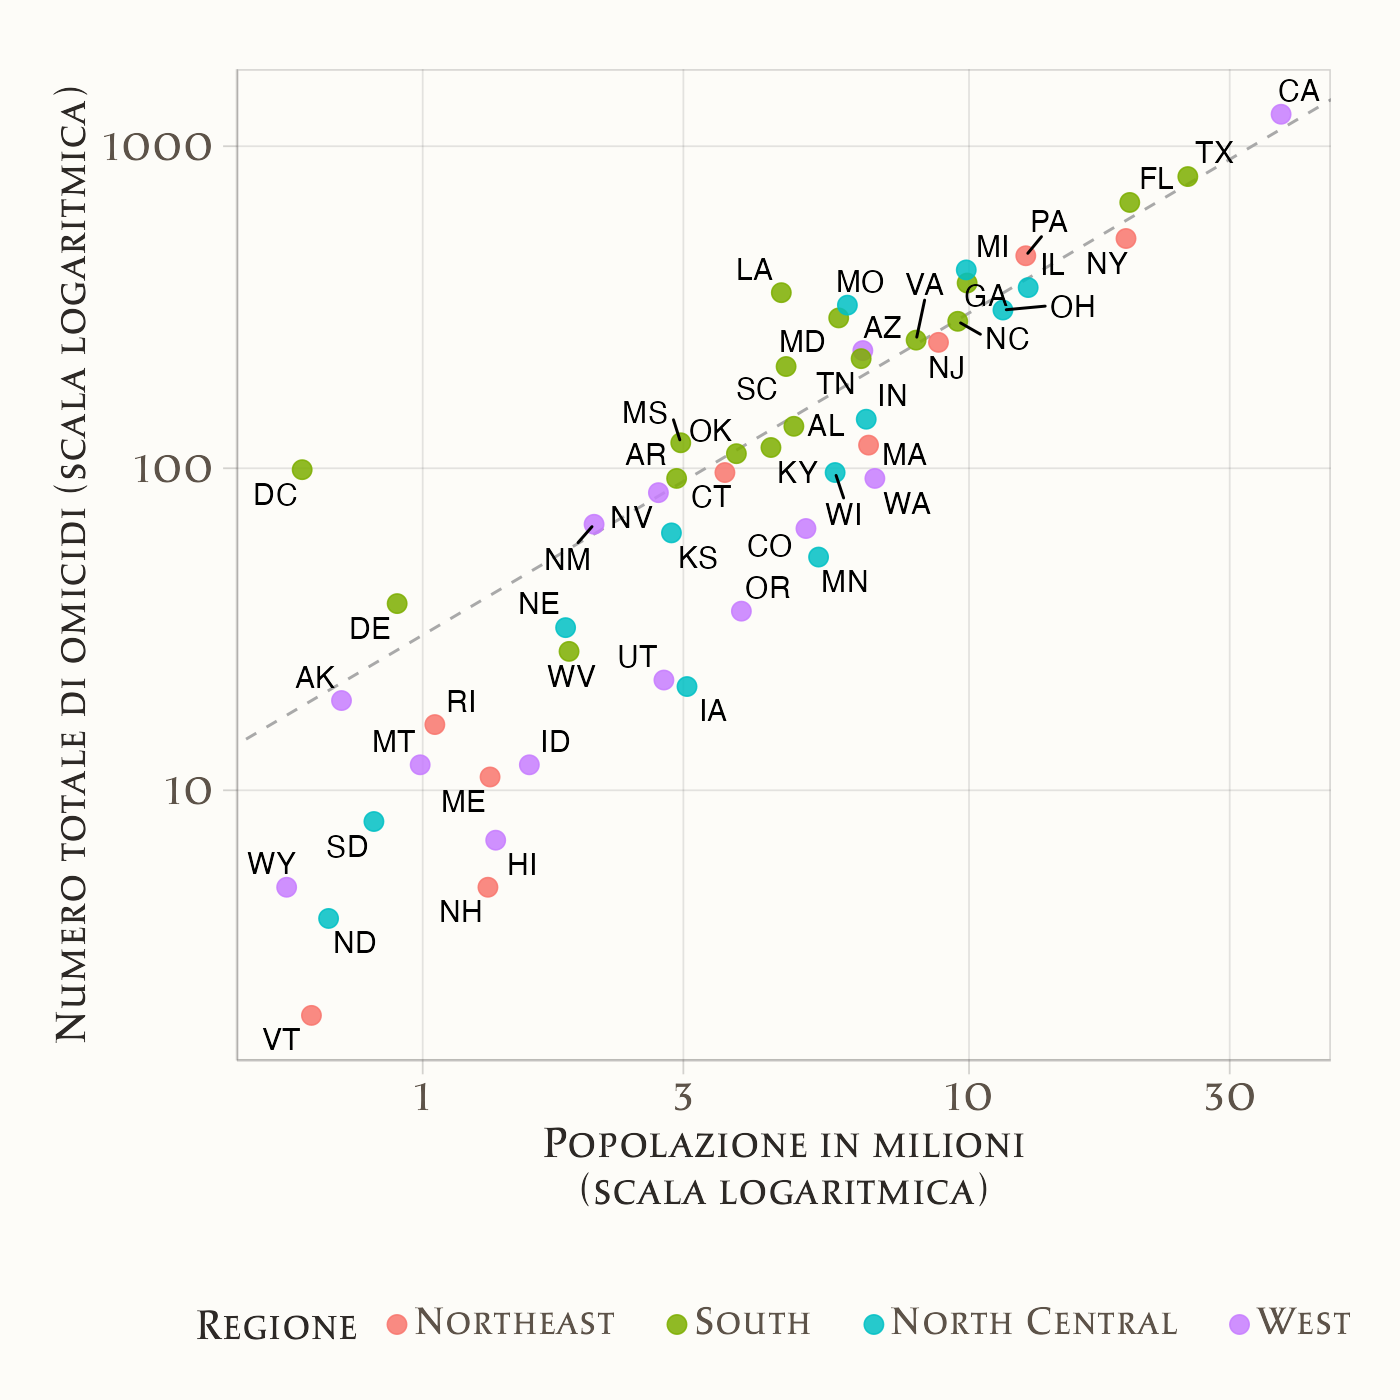 CA
1000
TX
FL
PA
MI
IL
NY
LA
MO
VA
GA
OH
AZ
NC
MD
NJ
TN
SC
IN
MS
OK
AL
AR
MA
100
KY
DC
CT
WA
NV
WI
CO
NM
KS
MN
OR
NE
DE
UT
WV
AK
RI
IA
MT
ID
10
ME
SD
WY
HI
NH
ND
VT
Numero totale di omicidi (scala logaritmica)
1 3 10 30
Popolazione in milioni
(scala logaritmica)
Regione Northeast South North Central West